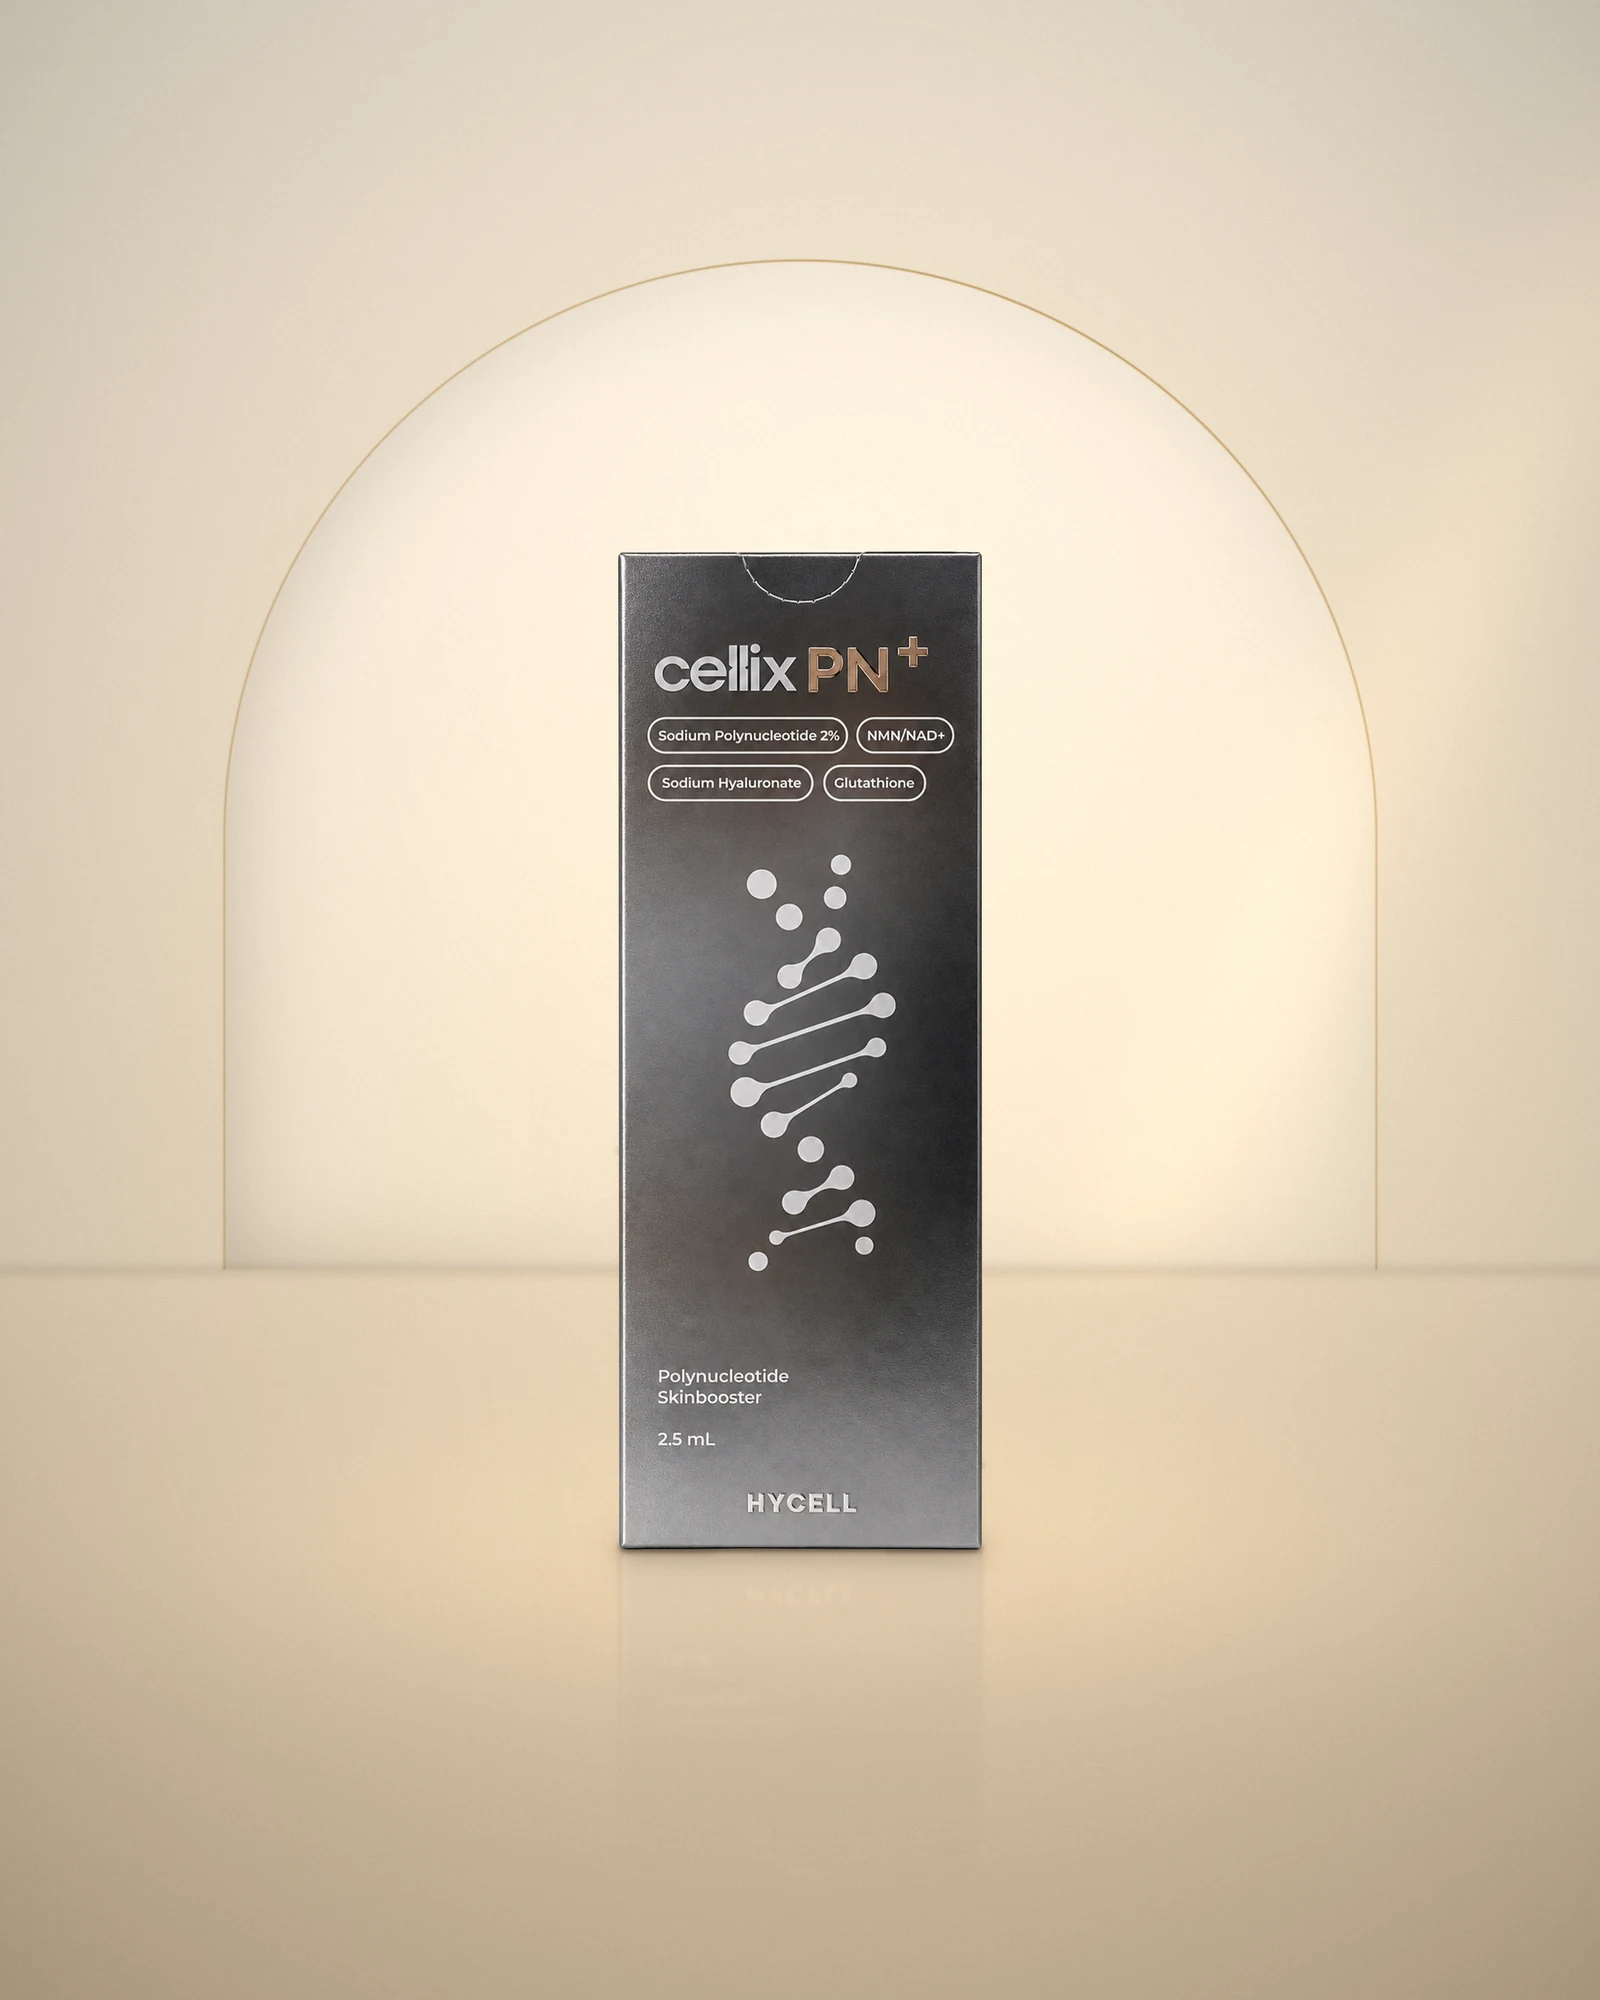 cellix PN+
Sodium Polynucleotide 2% NMN/NAD+
Sodium Hyaluronate Glutathione
Polynucleotide
Skinbooster
2.5 mL
HYCELL